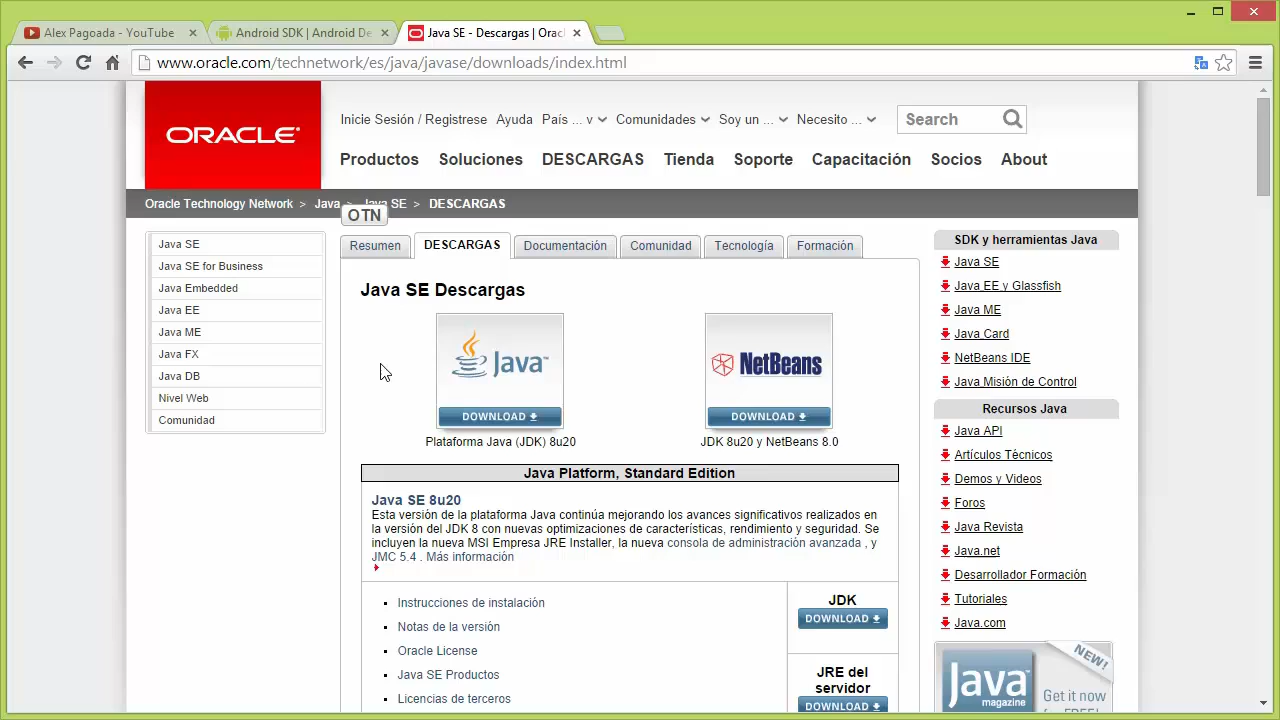 Alex Pagoada - YouTube
Android SDK | Android De
Java SE - Descargas | Orac
www.oracle.com/technetwork/es/java/javase/downloads/index.html
ORACLE
Inicie Sesión / Registrese Ayuda País ... v Comunidades Soy un ... Necesito ...
Search
Productos Soluciones DESCARGAS Tienda Soporte Capacitación Socios About
Oracle Technology Network > Java > Java SE > DESCARGAS
OTN
Java SE
Java SE for Business
Java Embedded
Java EE
Java ME
Java FX
Java DB
Nivel Web
Comunidad
Resumen DESCARGAS Documentación Comunidad Tecnología Formación
Java SE Descargas
Java
DOWNLOAD
Plataforma Java (JDK) 8u20
NetBeans
DOWNLOAD
JDK 8u20 y NetBeans 8.0
Java Platform, Standard Edition
Java SE 8u20
Esta versión de la plataforma Java continúa mejorando los avances significativos realizados en
la versión del JDK 8 con nuevas optimizaciones de características, rendimiento y seguridad. Se
incluyen la nueva MSI Empresa JRE Installer, la nueva consola de administración avanzada , y
JMC 5.4 . Más información
Instrucciones de instalación
Notas de la versión
Oracle License
Java SE Productos
Licencias de terceros
JDK
DOWNLOAD
JRE del
servidor
DOWNLOAD
SDK y herramientas Java
Java SE
Java EE y Glassfish
Java ME
Java Card
NetBeans IDE
Java Misión de Control
Recursos Java
Java API
Artículos Técnicos
Demos y Videos
Foros
Java Revista
Java.net
Desarrollador Formación
Tutoriales
Java.com
NEW!
Java
magazine
Get it now